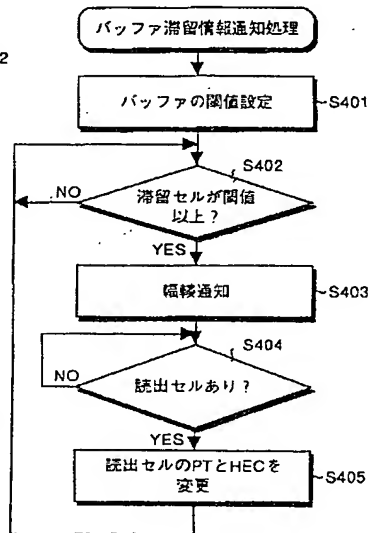 バッファ滞留情報通知処理
2
バッファの閾値設定
S401
S402
NO
滞留セルが閾値
以上？
YES
輻輳通知
S403
S404
NO
読出セルあり？
YES
読出セルのPTとHECを
変更
S405